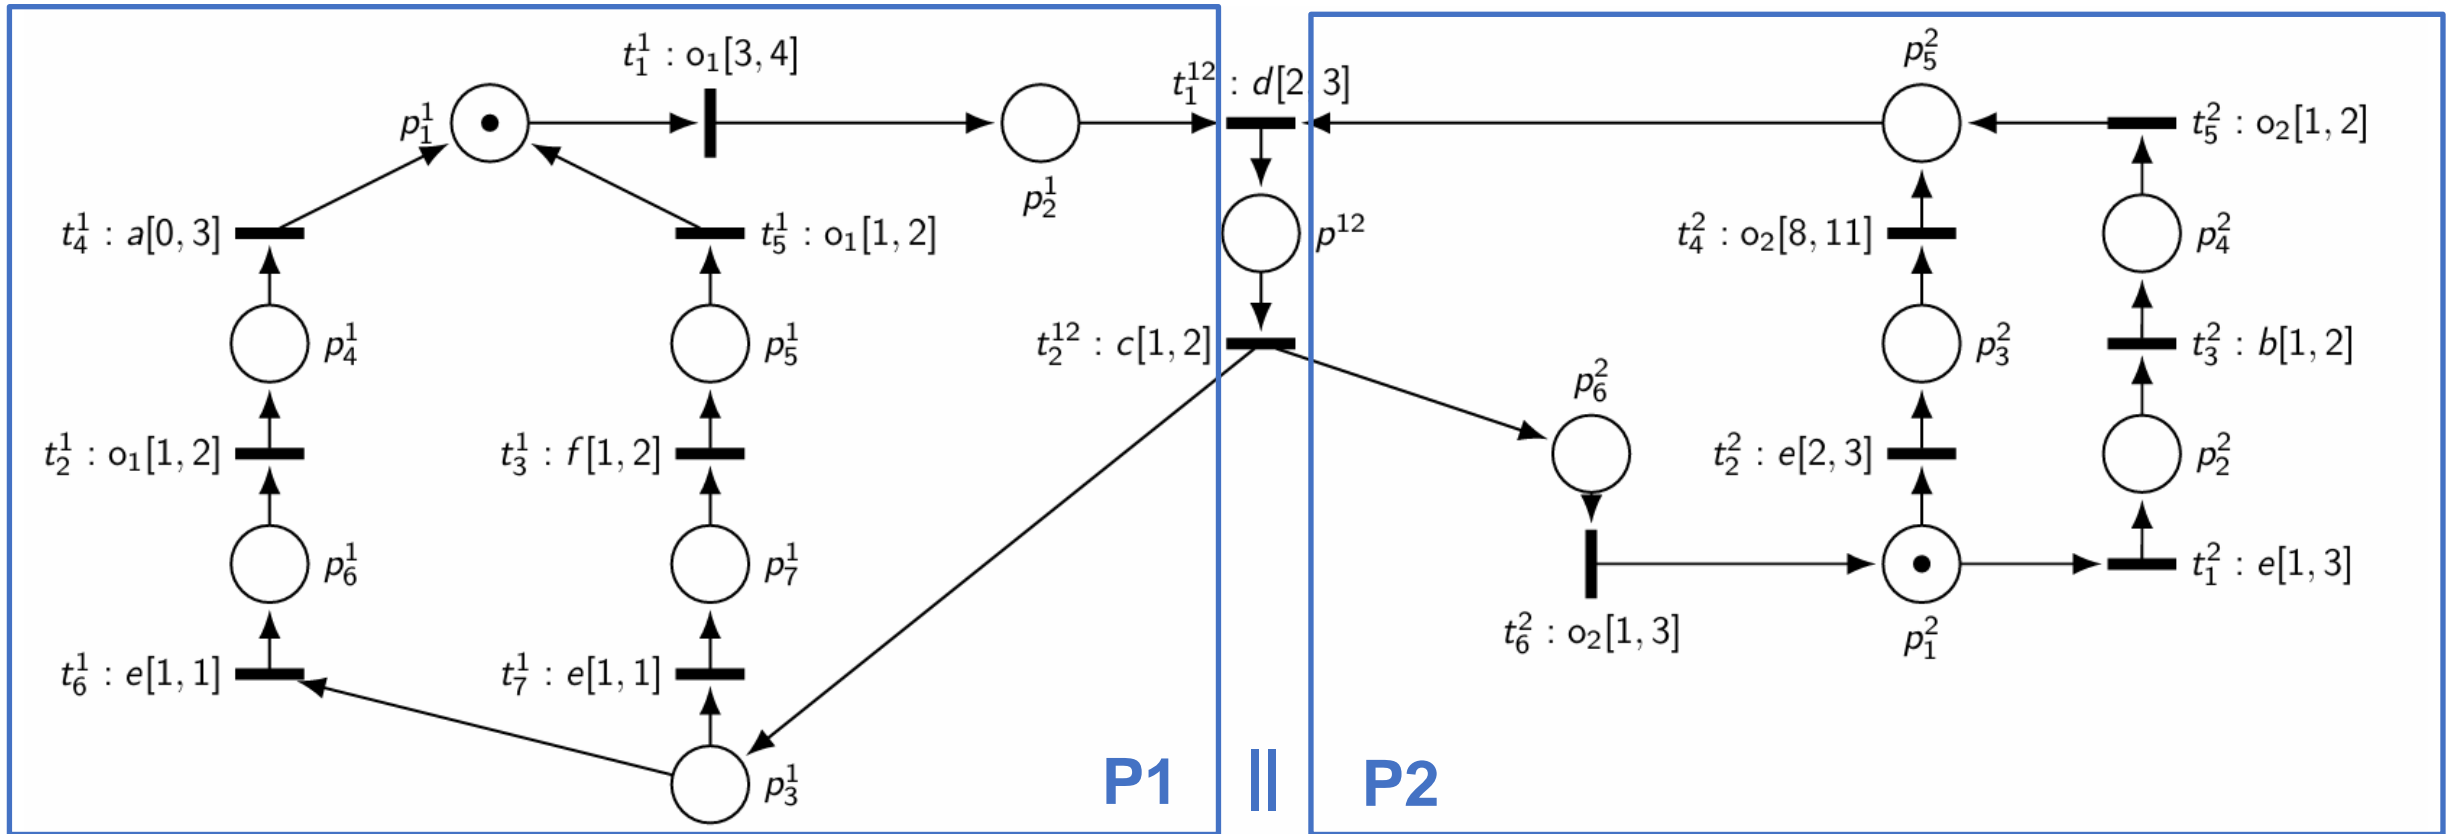 t₁¹ : o₁[3, 4]
p₁¹
p₂¹
t₁¹² : d[2, 3]
p₅²
t₅² : o₂[1, 2]
t₄¹ : a[0, 3]
t₅¹ : o₁[1, 2]
p¹²
t₄² : o₂[8, 11]
p₄²
p₄¹
p₅¹
t₂¹² : c[1, 2]
p₆²
p₃²
t₃² : b[1, 2]
t₂¹ : o₁[1, 2]
t₃¹ : f[1, 2]
t₂² : e[2, 3]
p₂²
p₆¹
p₇¹
t₆² : o₂[1, 3]
p₁²
t₁² : e[1, 3]
t₆¹ : e[1, 1]
t₇¹ : e[1, 1]
p₃¹
P1 || P2